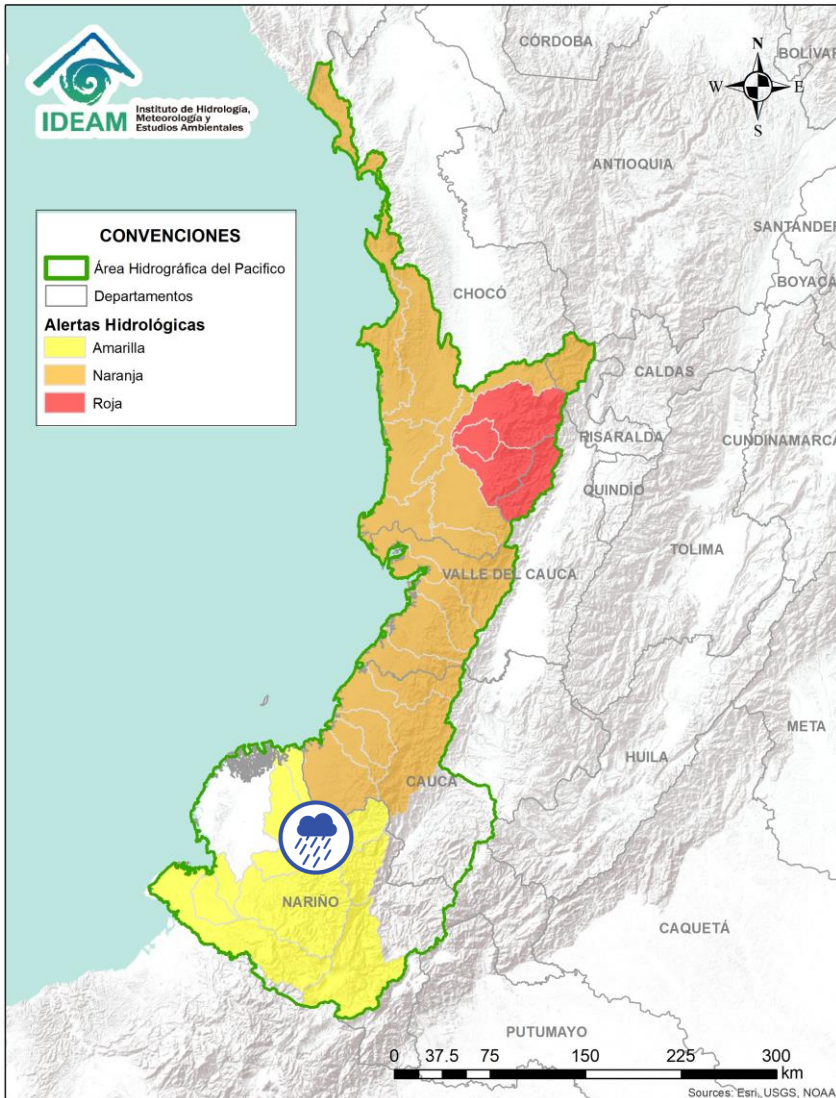 IDEAM
Instituto de Hidrología,
Meteorología y
Estudios Ambientales
N
W E
S
CÓRDOBA
BOLÍVAR
ANTIOQUIA
SANTANDER
BOYACÁ
CONVENCIONES
Área Hidrográfica del Pacifico
Departamentos
Alertas Hidrológicas
Amarilla
Naranja
Roja
CHOCÓ
CALDAS
RISARALDA
CUNDINAMARCA
QUINDÍO
TOLIMA
VALLE DEL CAUCA
META
HUILA
CAUCA
NARIÑO
CAQUETÁ
PUTUMAYO
0 37.5 75 150 225 300
km
Sources: Esri, USGS, NOAA